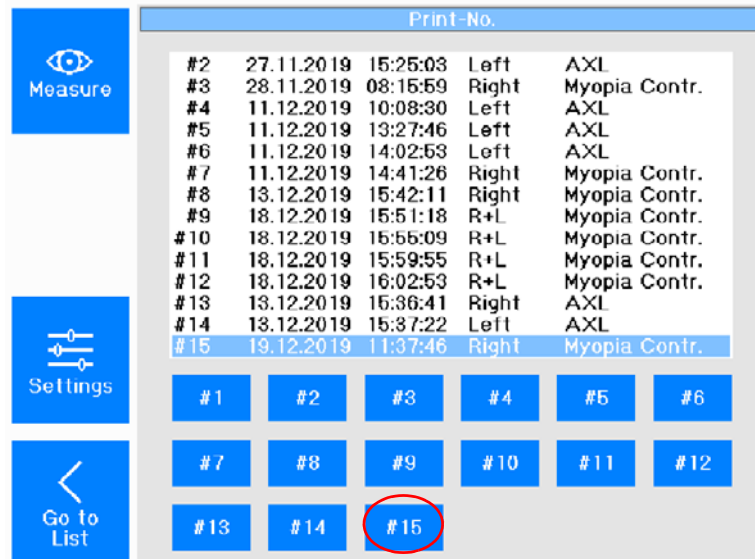 Print-No.
Measure
#2 27.11.2019 15:25:03 Left AXL
#3 28.11.2019 08:15:59 Right Myopia Contr.
#4 11.12.2019 10:08:30 Left AXL
#5 11.12.2019 13:27:46 Left AXL
#6 11.12.2019 14:02:53 Left AXL
#7 11.12.2019 14:41:26 Right Myopia Contr.
#8 13.12.2019 15:42:11 Right Myopia Contr.
#9 18.12.2019 15:51:18 R+L Myopia Contr.
#10 18.12.2019 15:55:09 R+L Myopia Contr.
#11 18.12.2019 15:59:55 R+L Myopia Contr.
#12 18.12.2019 16:02:53 R+L Myopia Contr.
#13 13.12.2019 15:36:41 Right AXL
#14 13.12.2019 15:37:22 Left AXL
#15 19.12.2019 11:37:46 Right Myopia Contr.
Settings
#1 #2 #3 #4 #5 #6
#7 #8 #9 #10 #11 #12
#13 #14 #15
Go to
List